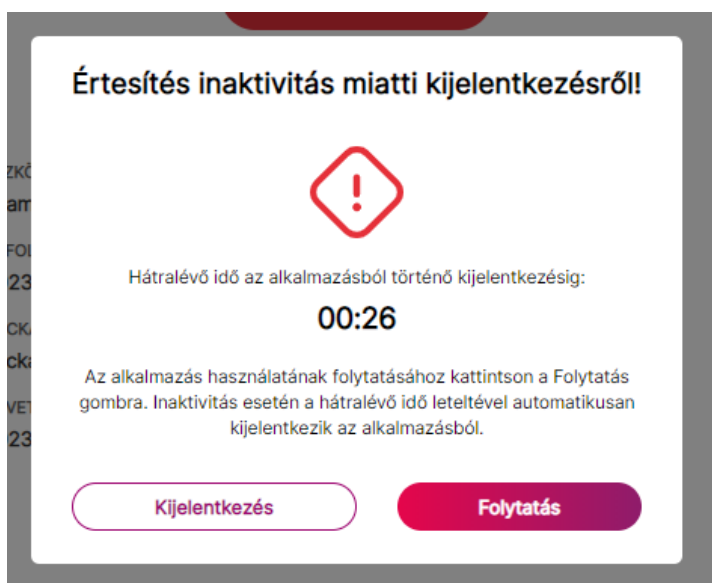 Értesítés inaktivitás miatti kijelentkezésről!
Hátralévő idő az alkalmazásból történő kijelentkezésig:
00:26
Az alkalmazás használatának folytatásához kattintson a Folytatás
gombra. Inaktivitás esetén a hátralévő idő leteltével automatikusan
kijelentkezik az alkalmazásból.
Kijelentkezés
Folytatás